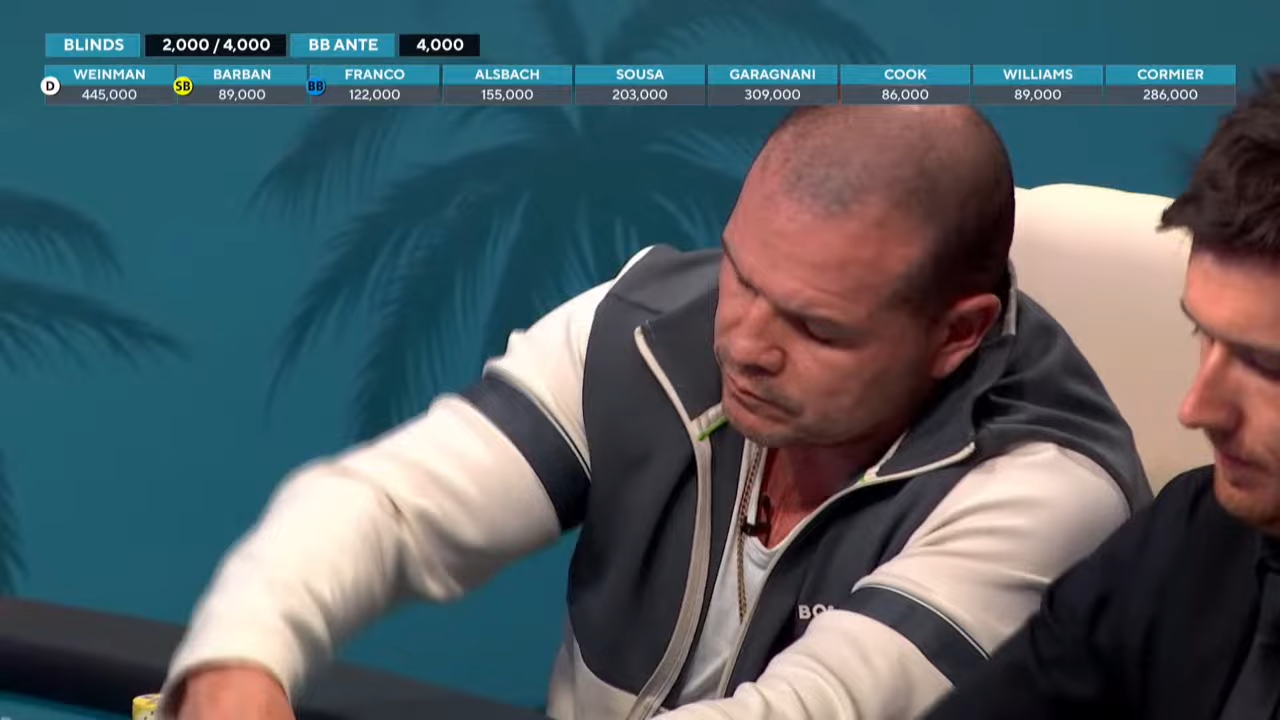 BLINDS 2,000 / 4,000 BB ANTE 4,000
WEINMAN BARBAN FRANCO ALSBACH SOUSA GARAGNANI COOK WILLIAMS CORMIER
D SB BB
445,000 89,000 122,000 155,000 203,000 309,000 86,000 89,000 286,000